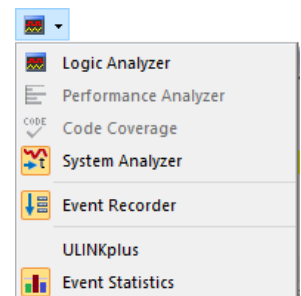 Logic Analyzer
Performance Analyzer
CODE
Code Coverage
t
System Analyzer
Event Recorder
ULINKplus
Event Statistics